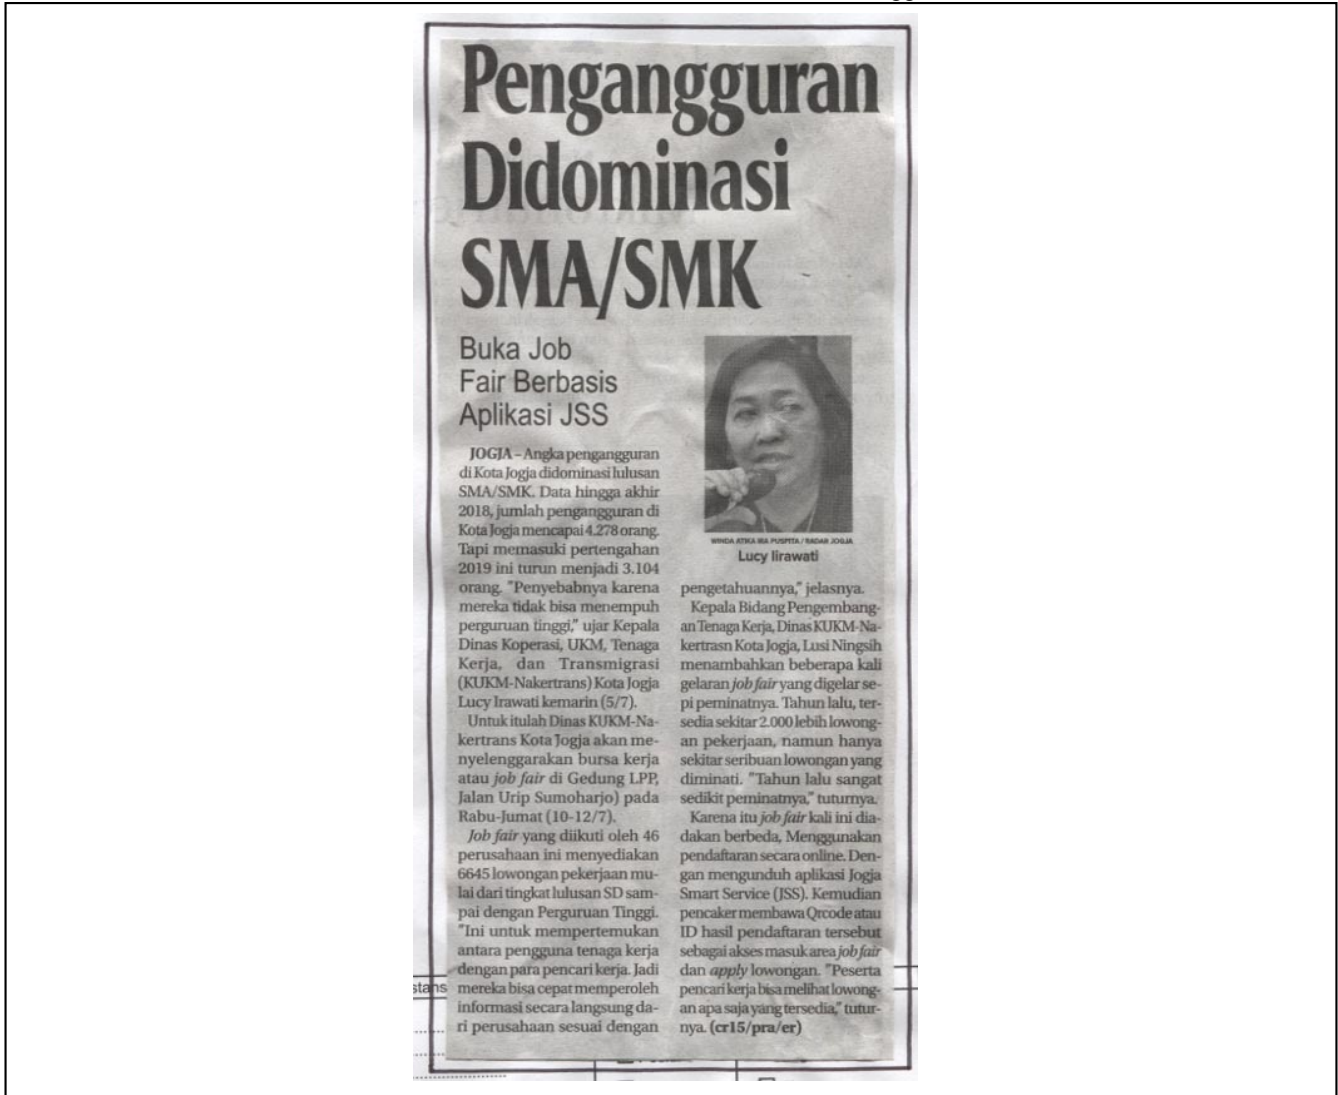 Pengangguran
Didominasi
SMA/SMK
Buka Job
Fair Berbasis
Aplikasi JSS
JOGJA – Angka pengangguran
di Kota Jogja didominasi lulusan
SMA/SMK. Data hingga akhir
2018, jumlah pengangguran di
Kota Jogja mencapai 4.278 orang.
Tapi memasuki pertengahan
2019 ini turun menjadi 3.104
orang. "Penyebabnya karena
mereka tidak bisa menempuh
perguruan tinggi," ujar Kepala
Dinas Koperasi, UKM, Tenaga
Kerja, dan Transmigrasi
(KUKM-Nakertrans) Kota Jogja
Lucy Irawati kemarin (5/7).
Untuk itulah Dinas KUKM-Na-
kertrans Kota Jogja akan me-
nyelenggarakan bursa kerja
atau job fair di Gedung LPP,
Jalan Urip Sumoharjo) pada
Rabu-Jumat (10-12/7).
Job fair yang diikuti oleh 46
perusahaan ini menyediakan
6645 lowongan pekerjaan mu-
lai dari tingkat lulusan SD sam-
pai dengan Perguruan Tinggi.
"Ini untuk mempertemukan
antara pengguna tenaga kerja
dengan para pencari kerja. Jadi
mereka bisa cepat memperoleh
informasi secara langsung da-
ri perusahaan sesuai dengan
WINDA ATIKA IRA PUSPITA / RADAR JOGJA
Lucy Iirawati
pengetahuannya," jelasnya.
Kepala Bidang Pengembang-
an Tenaga Kerja, Dinas KUKM-Na-
kertrasn Kota Jogja, Lusi Ningsih
menambahkan beberapa kali
gelaran job fair yang digelar se-
pi peminatnya. Tahun lalu, ter-
sedia sekitar 2.000 lebih lowong-
an pekerjaan, namun hanya
sekitar seribuan lowongan yang
diminati. "Tahun lalu sangat
sedikit peminatnya," tuturnya.
Karena itu job fair kali ini dia-
dakan berbeda, Menggunakan
pendaftaran secara online. Den-
gan mengunduh aplikasi Jogja
Smart Service (JSS). Kemudian
pencaker membawa Qrcode atau
ID hasil pendaftaran tersebut
sebagai akses masuk area job fair
dan apply lowongan. "Peserta
pencari kerja bisa melihat lowong-
an apa saja yang tersedia," tutur-
nya. (cr15/pra/er)
stans